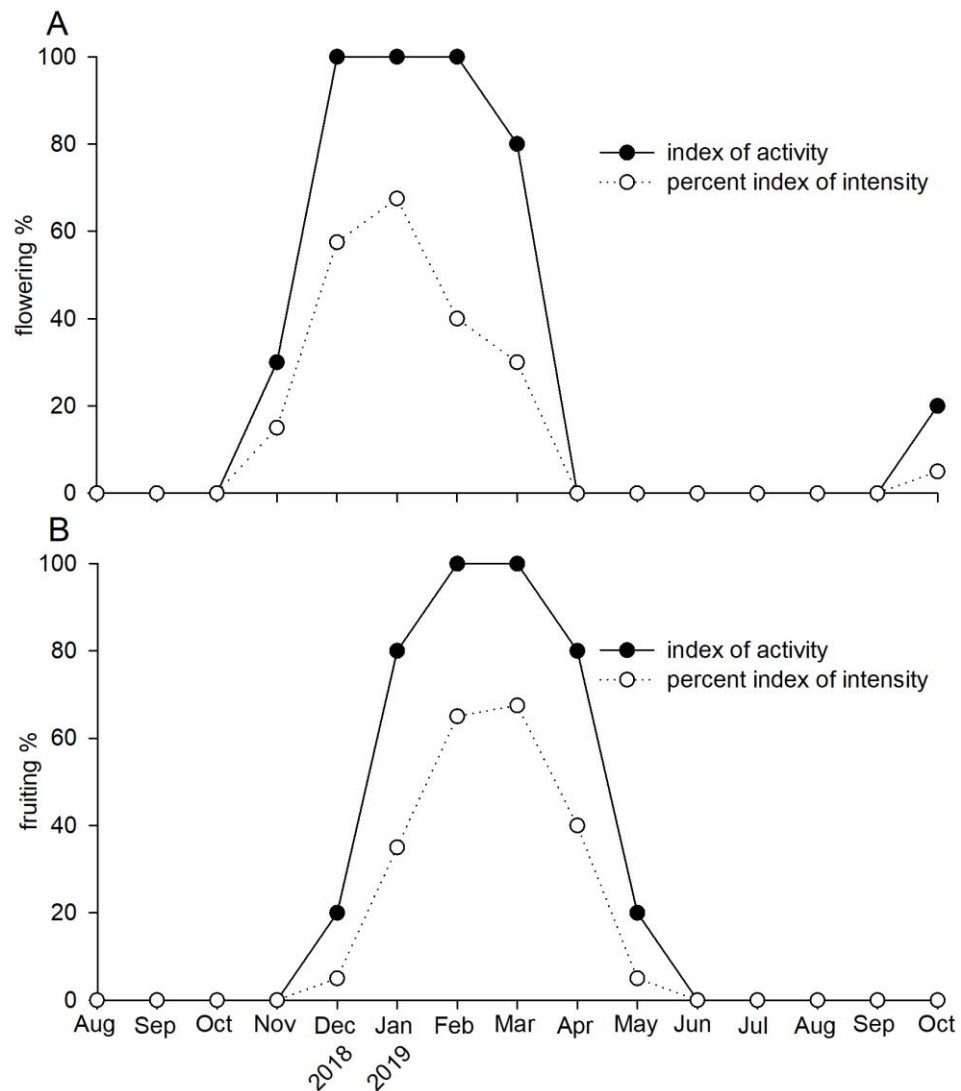 A
100
80
60
40
20
0
flowering %
index of activity
percent index of intensity
B
100
80
60
40
20
0
fruiting %
index of activity
percent index of intensity
Aug Sep Oct Nov Dec Jan Feb Mar Apr May Jun Jul Aug Sep Oct
2018 2019